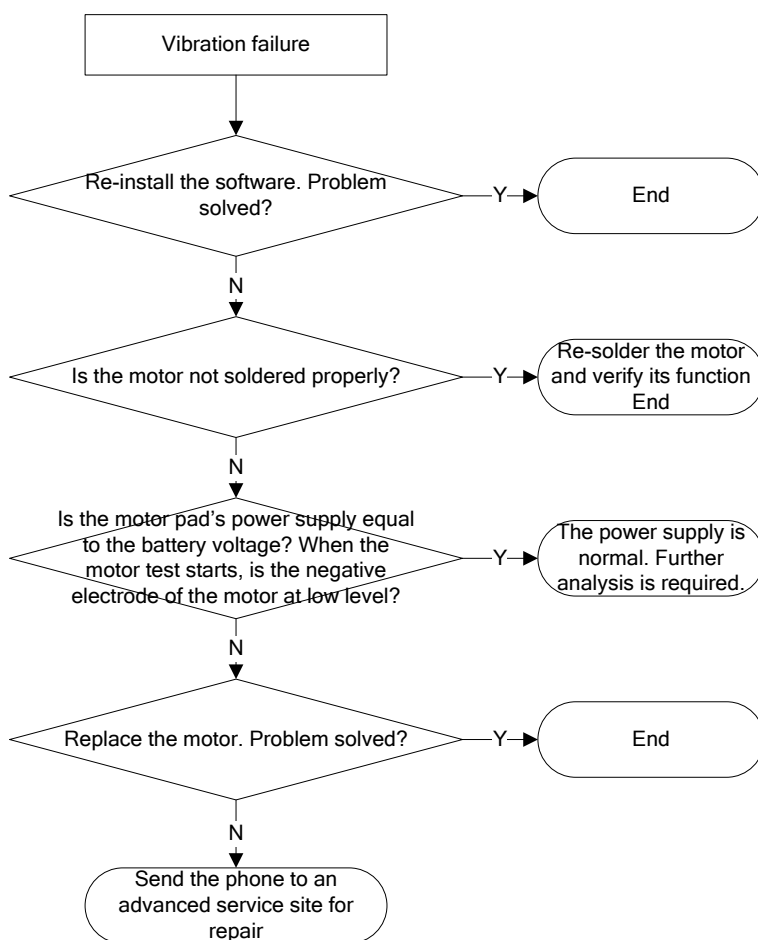 Vibration failure
Re-install the software. Problem
solved?
Y
End
N
Is the motor not soldered properly?
Y
Re-solder the motor
and verify its function
End
N
Is the motor pad's power supply equal
to the battery voltage? When the
motor test starts, is the negative
electrode of the motor at low level?
Y
The power supply is
normal. Further
analysis is required.
N
Replace the motor. Problem solved?
Y
End
N
Send the phone to an
advanced service site for
repair